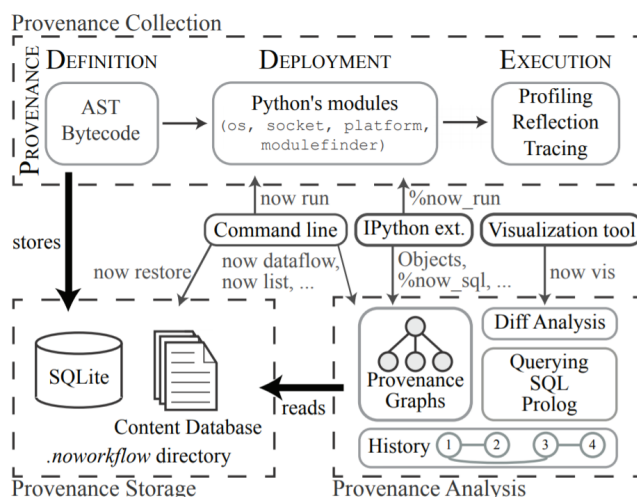 Provenance Collection
PROVENANCE
DEFINITION
DEPLOYMENT
EXECUTION
AST
Bytecode
Python's modules
(os, socket, platform,
modulefinder)
Profiling
Reflection
Tracing
stores
now run
%now_run
Command line
IPython ext.
Visualization tool
now restore
now dataflow,
now list, ...
Objects,
%now_sql, ...
now vis
SQLite
Content Database
.noworkflow directory
Provenance Storage
reads
Provenance
Graphs
Diff Analysis
Querying
SQL
Prolog
History 1 2 3 4
Provenance Analysis